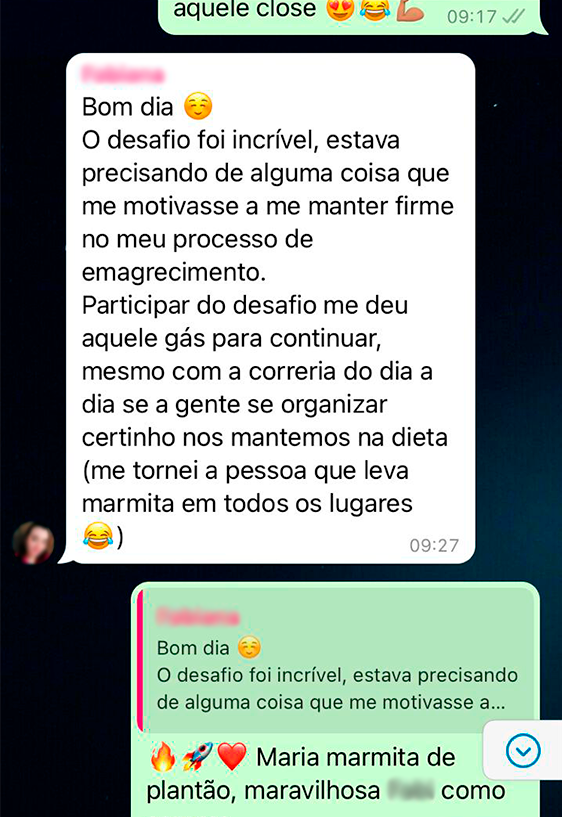 aquele close 😍😂💪
09:17
Bom dia ☺️
O desafio foi incrível, estava
precisando de alguma coisa que
me motivasse a me manter firme
no meu processo de
emagrecimento.
Participar do desafio me deu
aquele gás para continuar,
mesmo com a correria do dia a
dia se a gente se organizar
certinho nos mantemos na dieta
(me tornei a pessoa que leva
marmita em todos os lugares
😂)
09:27
Bom dia ☺️
O desafio foi incrível, estava precisando
de alguma coisa que me motivasse a...
🔥🚀❤️ Maria marmita de
plantão, maravilhosa como